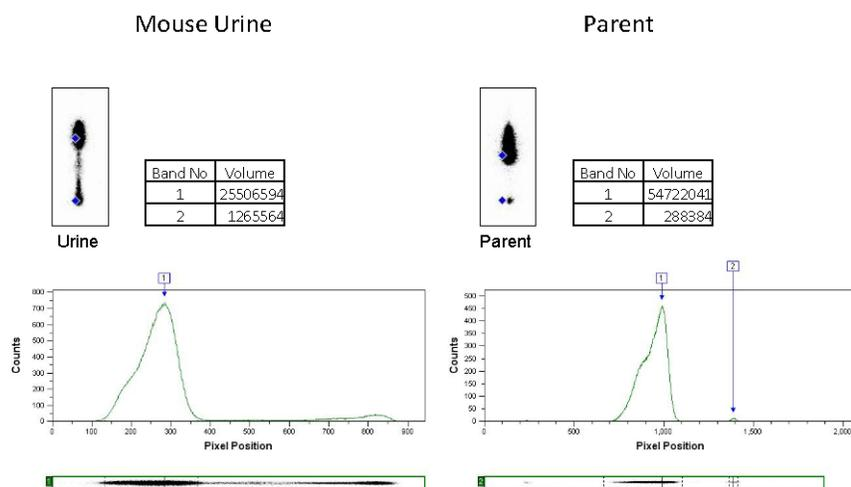 Mouse Urine
Parent
Band No Volume
1 25506594
2 1265564
Band No Volume
1 54722041
2 288384
Urine
Parent
1
800
700
600
500
400
300
200
100
0
Counts
0 100 200 300 400 500 600 700 800 900
Pixel Position
1
2
500
450
400
350
300
250
200
150
100
50
0
Counts
0 500 1,000 1,500 2,000
Pixel Position
1
2